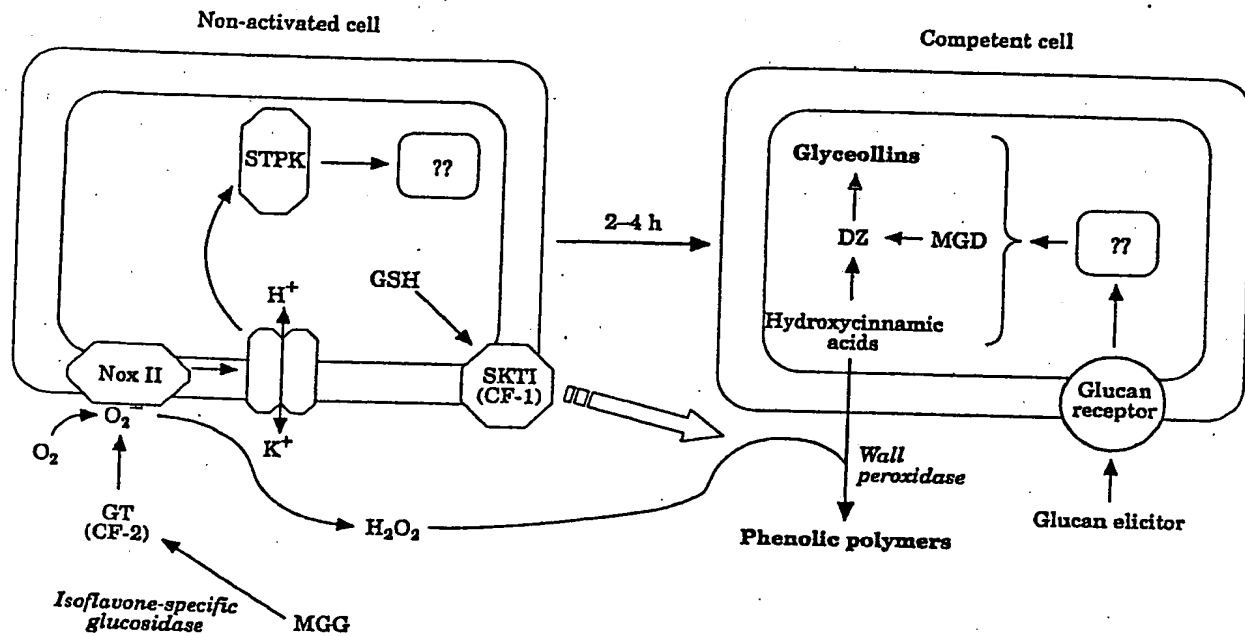 Non-activated cell
Competent cell
STPK
??
2–4 h
Glyceollins
DZ
MGD
??
GSH
H+
Hydroxycinnamic
acids
Nox II
SKTI
(CF-1)
Glucan
receptor
O2−
O2
K+
Wall
peroxidase
GT
(CF-2)
H2O2
Glucan elicitor
Phenolic polymers
Isoflavone-specific
glucosidase
MGG